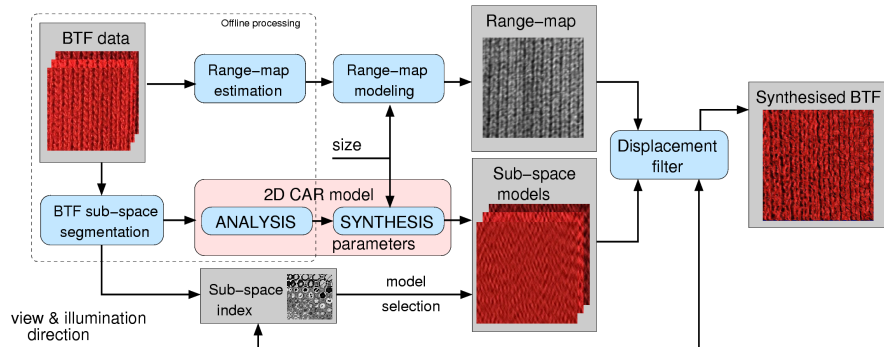 Offline processing
BTF data
Range-map
estimation
Range-map
modeling
Range-map
Synthesised BTF
size
Displacement
filter
BTF sub-space
segmentation
2D CAR model
ANALYSIS
SYNTHESIS
parameters
Sub-space
models
Sub-space
index
model
selection
view & illumination
direction